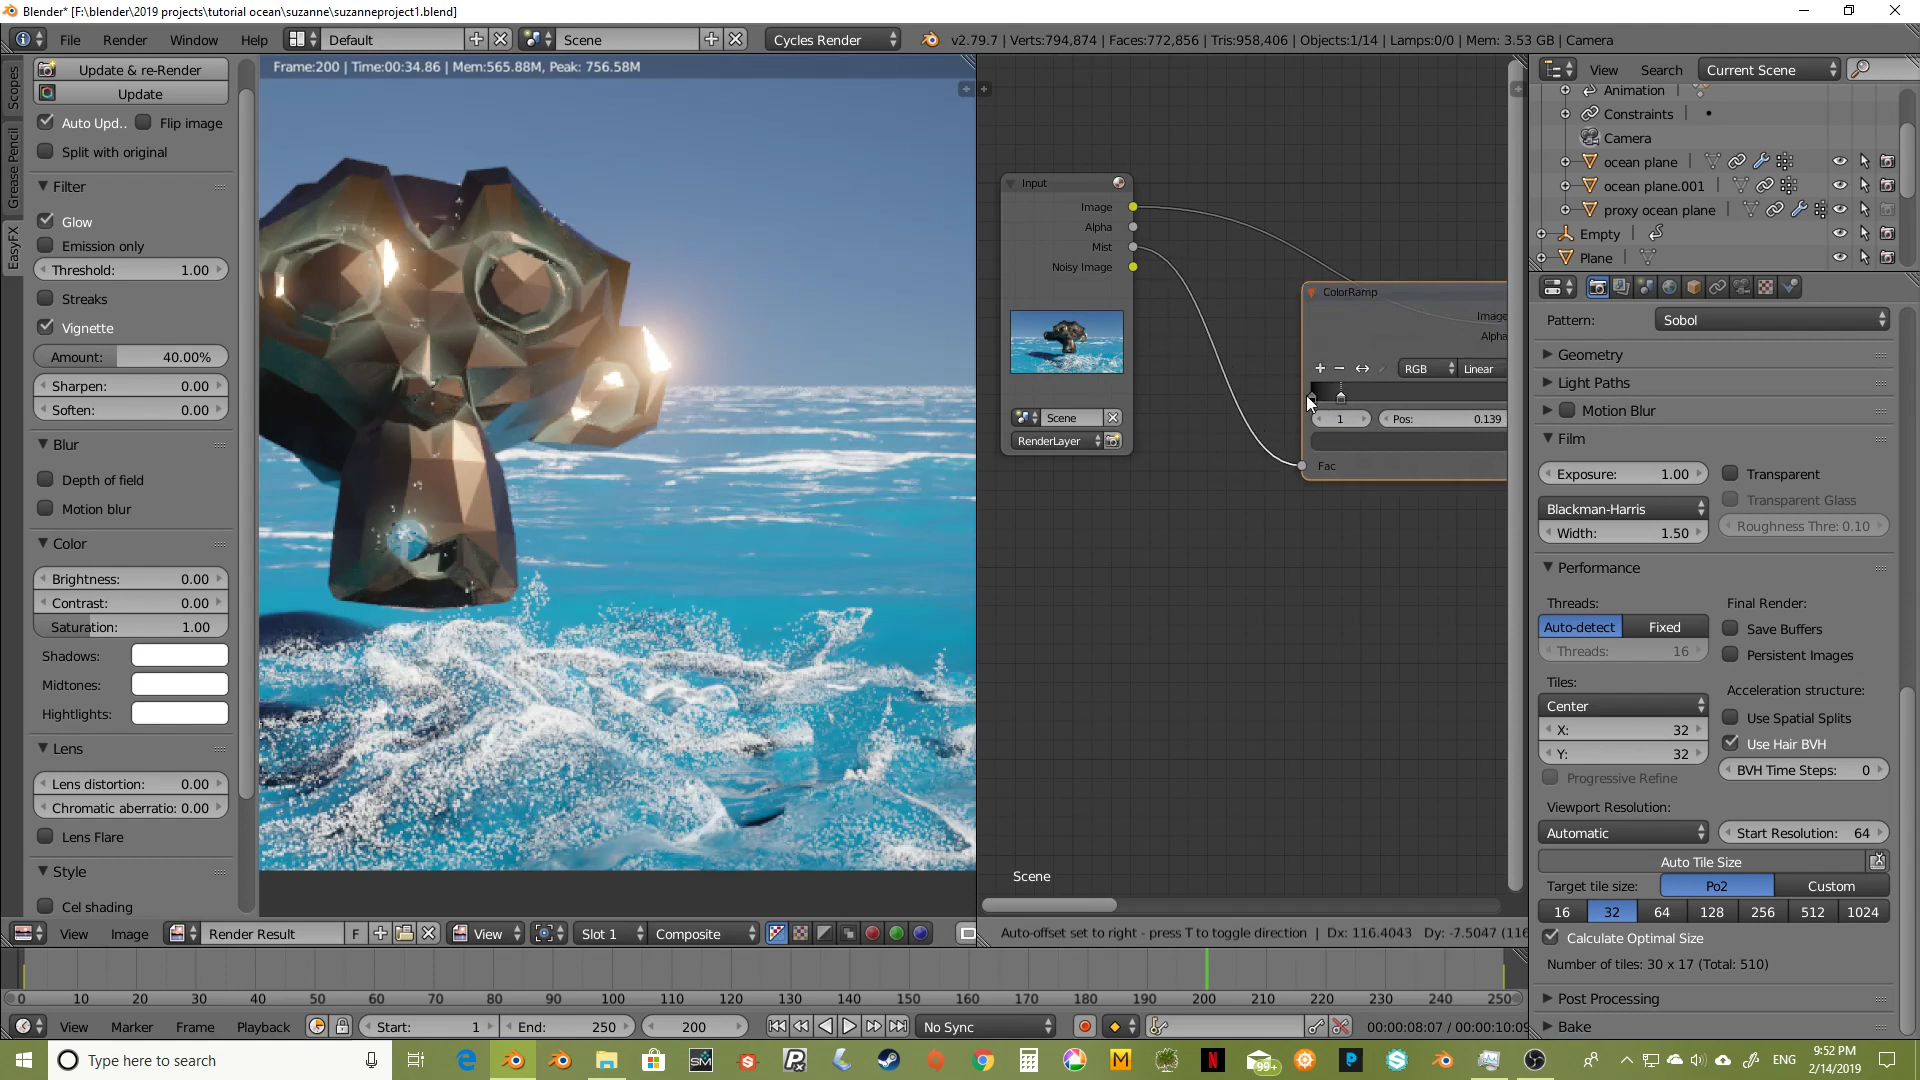 Blender* [F:\blender\2019 projects\tutorial ocean\suzanne\suzanneproject1.blend]
File Render Window Help Default Scene Cycles Render v2.79.7 | Verts:794,874 | Faces:772,856 | Tris:958,406 | Objects:1/14 | Lamps:0/0 | Mem: 3.53 GB | Camera
Scopes
Grease Pencil
EasyFX
Update & re-Render
Update
Auto Upd.. Flip image
Split with original
Filter
Glow
Emission only
Threshold: 1.00
Streaks
Vignette
Amount: 40.00%
Sharpen: 0.00
Soften: 0.00
Blur
Depth of field
Motion blur
Color
Brightness: 0.00
Contrast: 0.00
Saturation: 1.00
Shadows:
Midtones:
Hightlights:
Lens
Lens distortion: 0.00
Chromatic aberratio: 0.00
Lens Flare
Style
Cel shading
Frame:200 | Time:00:34.86 | Mem:565.88M, Peak: 756.58M
Input
Image
Alpha
Mist
Noisy Image
Scene
RenderLayer
ColorRamp
Image
Alpha
RGB Linear
1 Pos: 0.139
Fac
Scene
View Search Current Scene
Animation
Constraints
Camera
ocean plane
ocean plane.001
proxy ocean plane
Empty
Plane
Pattern: Sobol
Geometry
Light Paths
Motion Blur
Film
Exposure: 1.00 Transparent
Transparent Glass
Blackman-Harris
Roughness Thre: 0.10
Width: 1.50
Performance
Threads: Final Render:
Auto-detect Fixed Save Buffers
Threads: 16 Persistent Images
Tiles: Acceleration structure:
Center Use Spatial Splits
X: 32 Use Hair BVH
Y: 32 BVH Time Steps: 0
Progressive Refine
Viewport Resolution:
Automatic Start Resolution: 64
Auto Tile Size
Target tile size: Po2 Custom
16 32 64 128 256 512 1024
Calculate Optimal Size
Number of tiles: 30 x 17 (Total: 510)
Post Processing
Bake
View Image Render Result F View Slot 1 Composite
Auto-offset set to right - press T to toggle direction | Dx: 116.4043 Dy: -7.5047 (116
0 10 20 30 40 50 60 70 80 90 100 110 120 130 140 150 160 170 180 190 200 210 220 230 240 250
View Marker Frame Playback Start: 1 End: 250 200 No Sync 00:00:08:07 / 00:00:10:09
Type here to search
99+
ENG
9:52 PM
2/14/2019